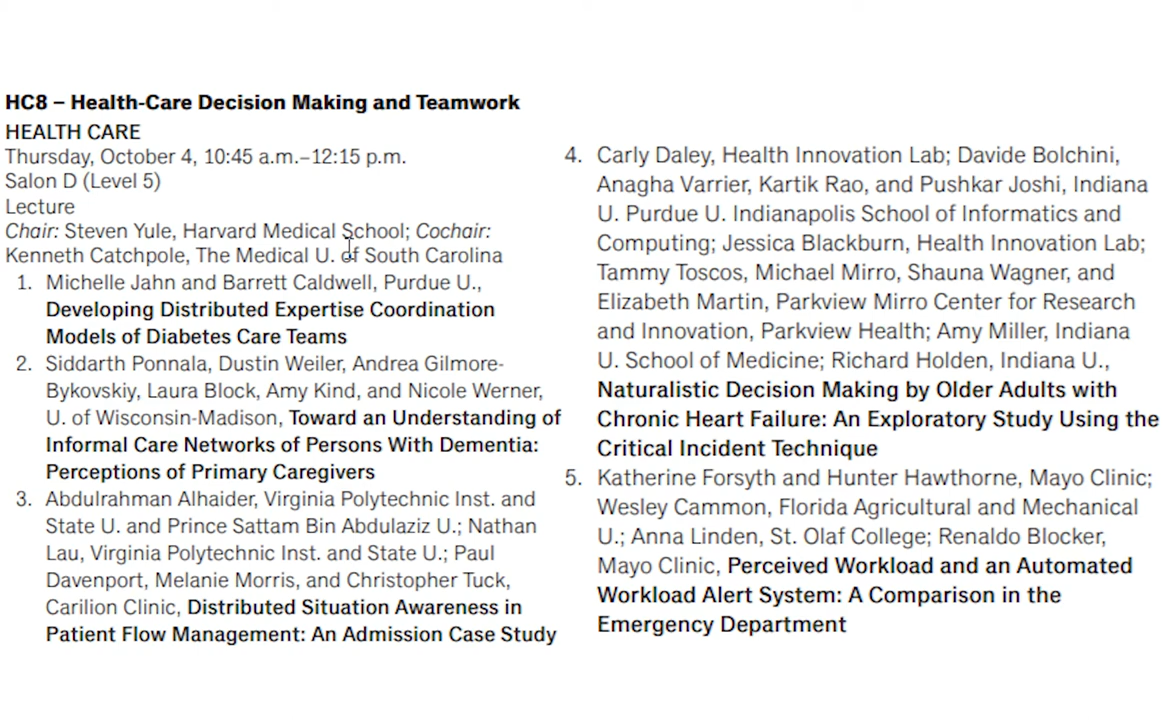 HC8 – Health-Care Decision Making and Teamwork
HEALTH CARE
Thursday, October 4, 10:45 a.m.–12:15 p.m.
Salon D (Level 5)
Lecture
Chair: Steven Yule, Harvard Medical School; Cochair:
Kenneth Catchpole, The Medical U. of South Carolina
1. Michelle Jahn and Barrett Caldwell, Purdue U.,
Developing Distributed Expertise Coordination
Models of Diabetes Care Teams
2. Siddarth Ponnala, Dustin Weiler, Andrea Gilmore-
Bykovskiy, Laura Block, Amy Kind, and Nicole Werner,
U. of Wisconsin-Madison, Toward an Understanding of
Informal Care Networks of Persons With Dementia:
Perceptions of Primary Caregivers
3. Abdulrahman Alhaider, Virginia Polytechnic Inst. and
State U. and Prince Sattam Bin Abdulaziz U.; Nathan
Lau, Virginia Polytechnic Inst. and State U.; Paul
Davenport, Melanie Morris, and Christopher Tuck,
Carilion Clinic, Distributed Situation Awareness in
Patient Flow Management: An Admission Case Study
4. Carly Daley, Health Innovation Lab; Davide Bolchini,
Anagha Varrier, Kartik Rao, and Pushkar Joshi, Indiana
U. Purdue U. Indianapolis School of Informatics and
Computing; Jessica Blackburn, Health Innovation Lab;
Tammy Toscos, Michael Mirro, Shauna Wagner, and
Elizabeth Martin, Parkview Mirro Center for Research
and Innovation, Parkview Health; Amy Miller, Indiana
U. School of Medicine; Richard Holden, Indiana U.,
Naturalistic Decision Making by Older Adults with
Chronic Heart Failure: An Exploratory Study Using the
Critical Incident Technique
5. Katherine Forsyth and Hunter Hawthorne, Mayo Clinic;
Wesley Cammon, Florida Agricultural and Mechanical
U.; Anna Linden, St. Olaf College; Renaldo Blocker,
Mayo Clinic, Perceived Workload and an Automated
Workload Alert System: A Comparison in the
Emergency Department